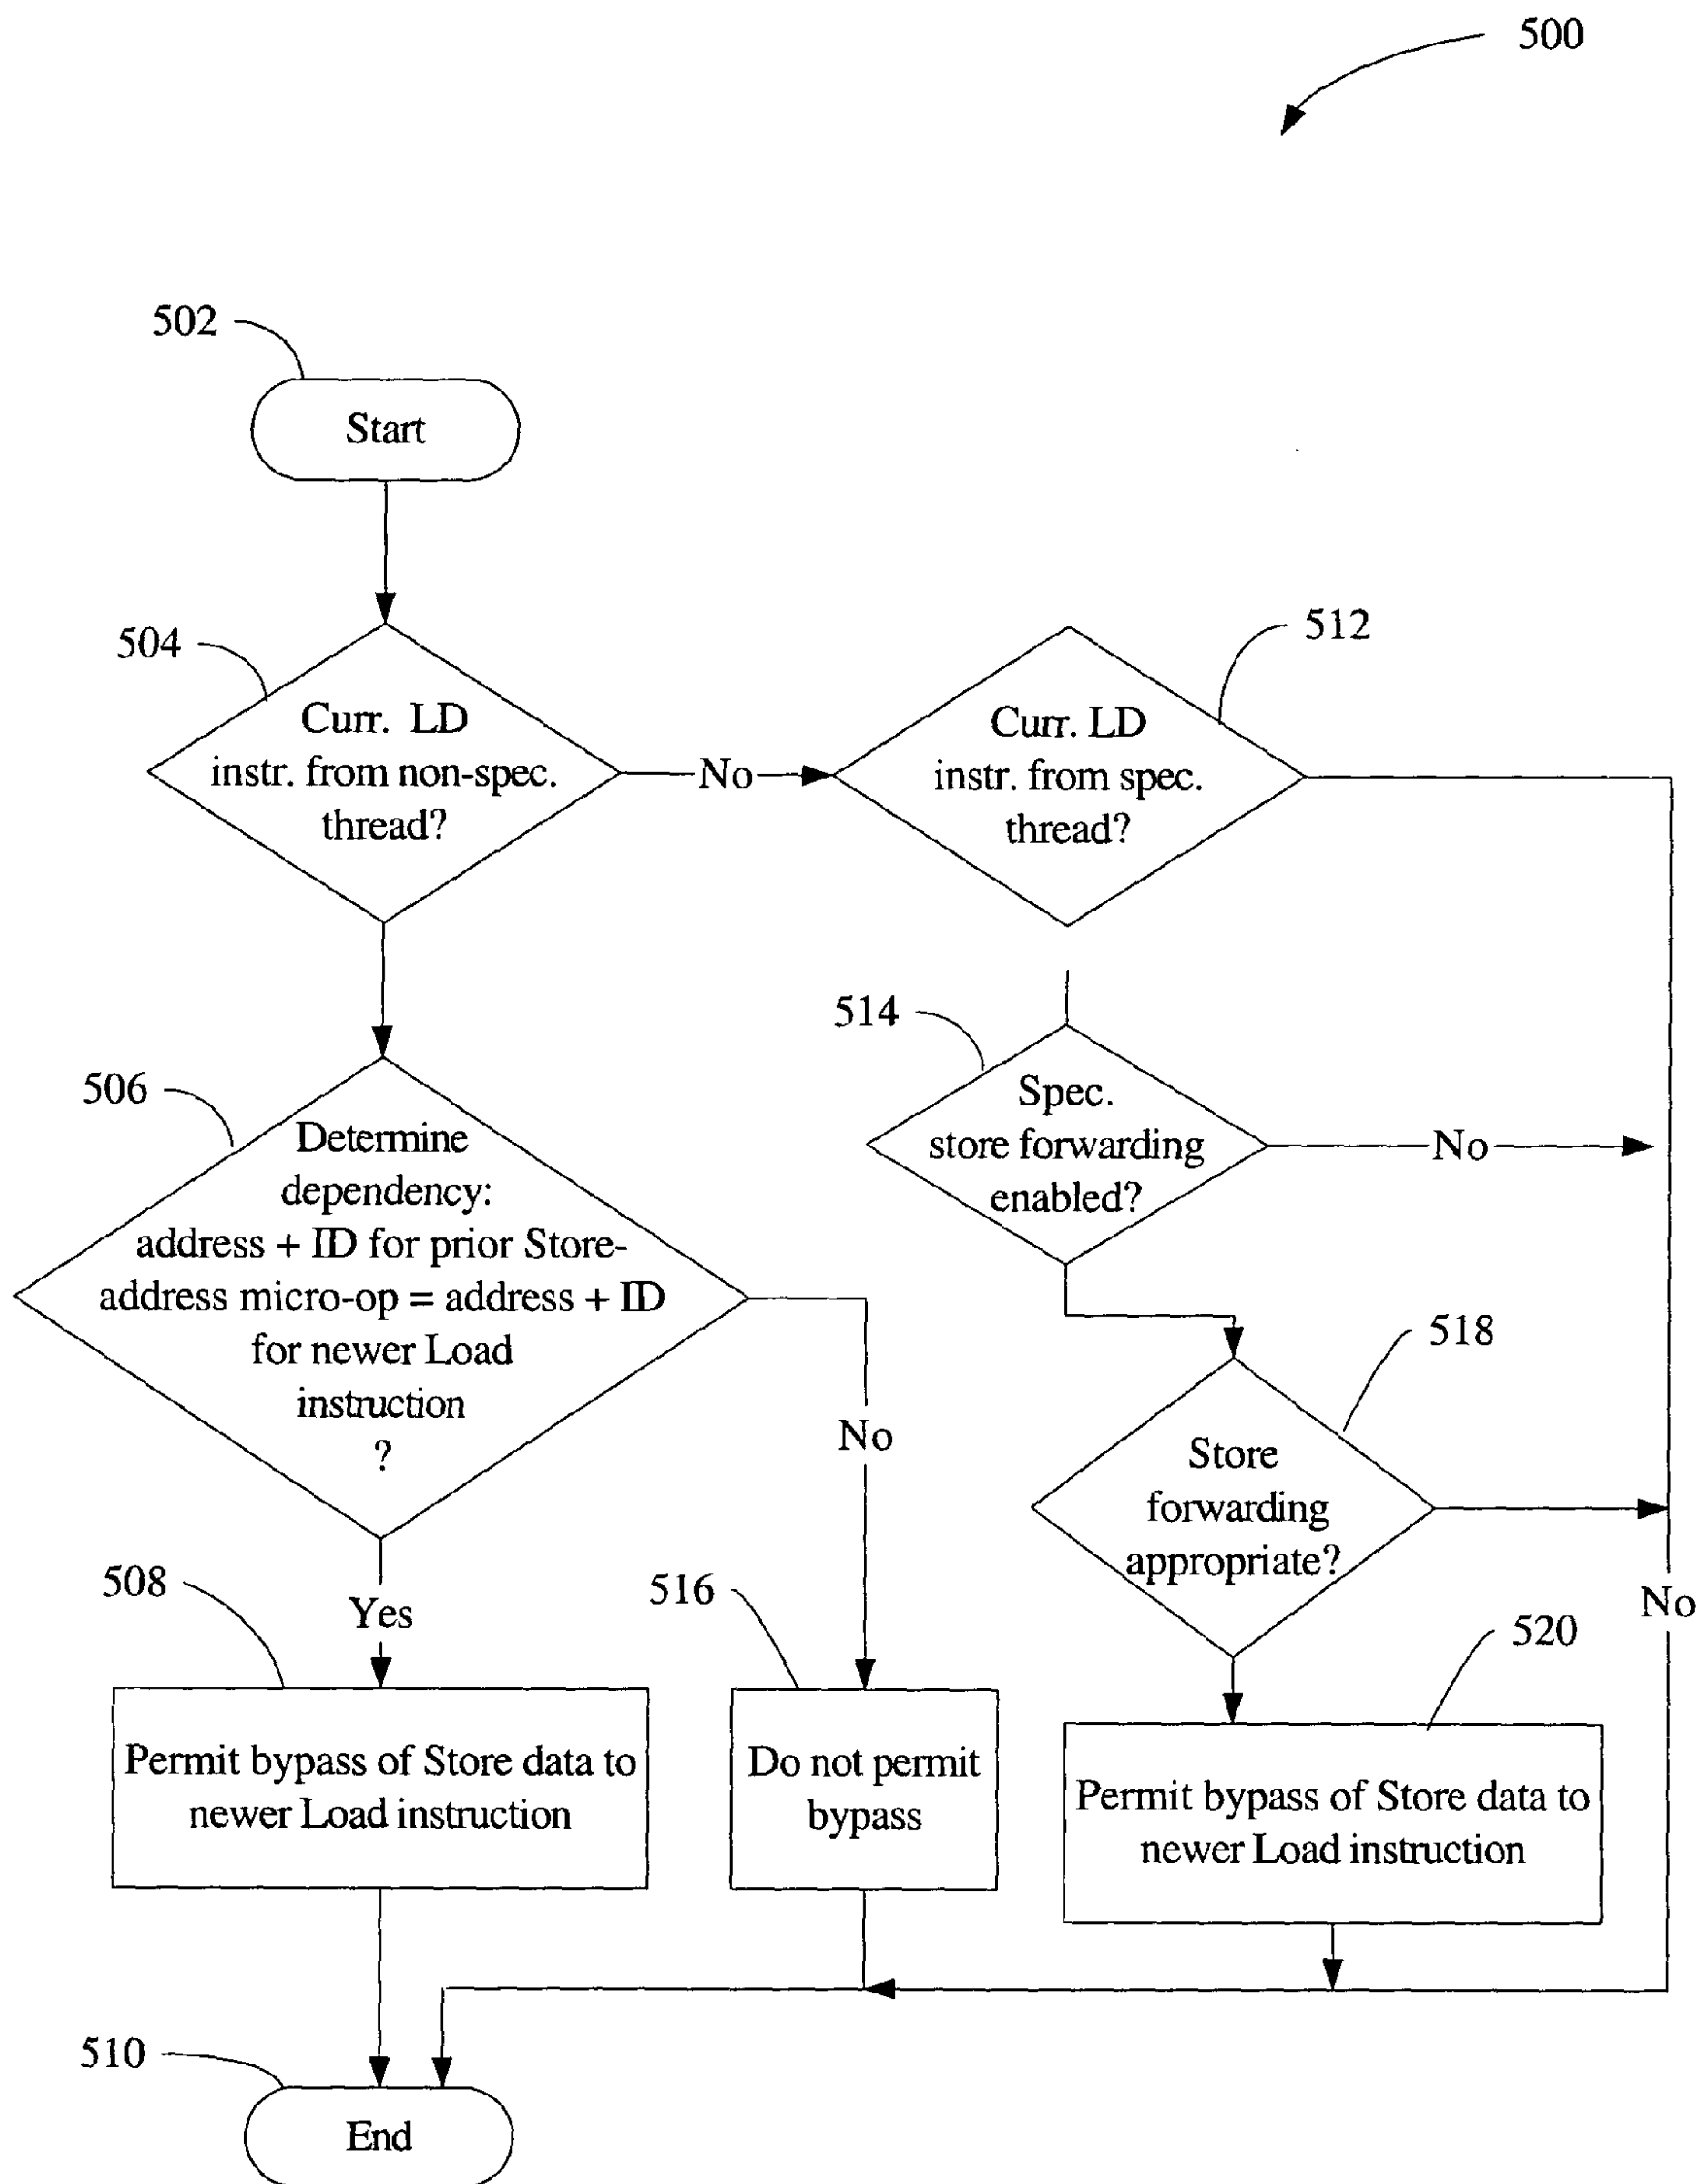 500
502
Start
504
Curr. LD
instr. from non-spec.
thread?
No
512
Curr. LD
instr. from spec.
thread?
506
Determine
dependency:
address + ID for prior Store-
address micro-op = address + ID
for newer Load
instruction
?
514
Spec.
store forwarding
enabled?
No
518
Store
forwarding
appropriate?
No
No
508
Yes
516
520
Permit bypass of Store data to
newer Load instruction
Do not permit
bypass
Permit bypass of Store data to
newer Load instruction
510
End